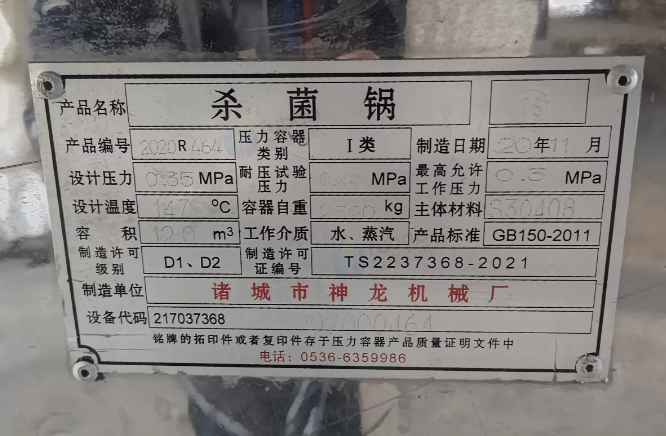 产品名称 杀菌锅 TS
产品编号 2020R464 压力容器类别 I类 制造日期 20年11月
设计压力 0.35MPa 耐压试验压力 MPa 最高允许工作压力 0.3MPa
设计温度 147℃ 容器自重 kg 主体材料 S30408
容积 m³ 工作介质 水、蒸汽 产品标准 GB150-2011
制造许可级别 D1、D2 制造许可证编号 TS2237368-2021
制造单位 诸城市神龙机械厂
设备代码 217037368 202000464
铭牌的拓印件或者复印件存于压力容器产品质量证明文件中
电话：0536-6359986